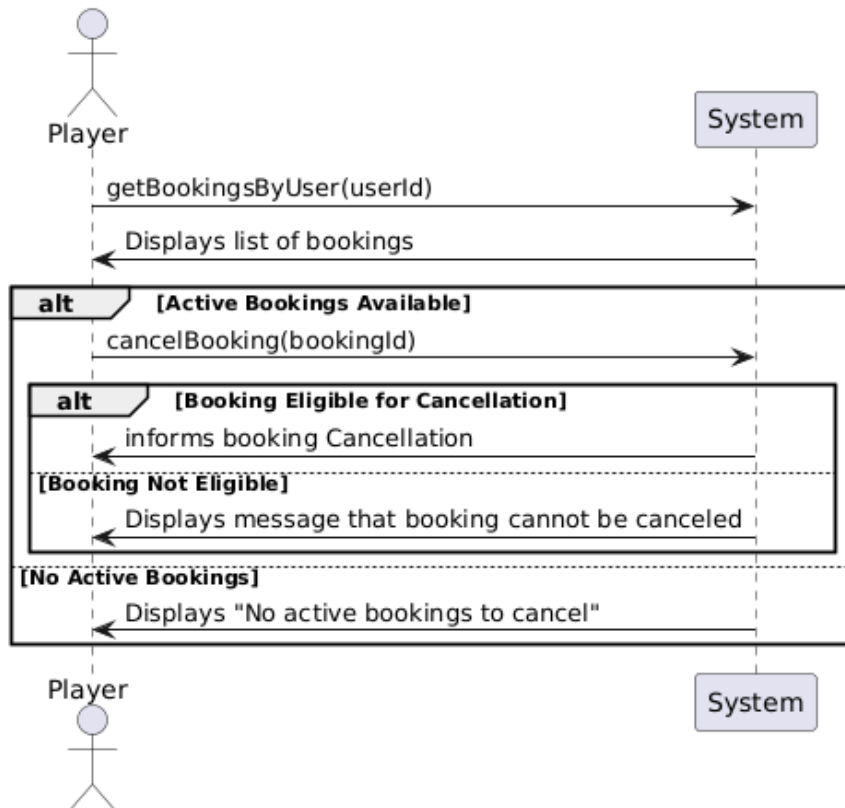 Player
System
getBookingsByUser(userId)
Displays list of bookings
alt [Active Bookings Available]
cancelBooking(bookingId)
alt [Booking Eligible for Cancellation]
informs booking Cancellation
[Booking Not Eligible]
Displays message that booking cannot be canceled
[No Active Bookings]
Displays "No active bookings to cancel"
Player
System